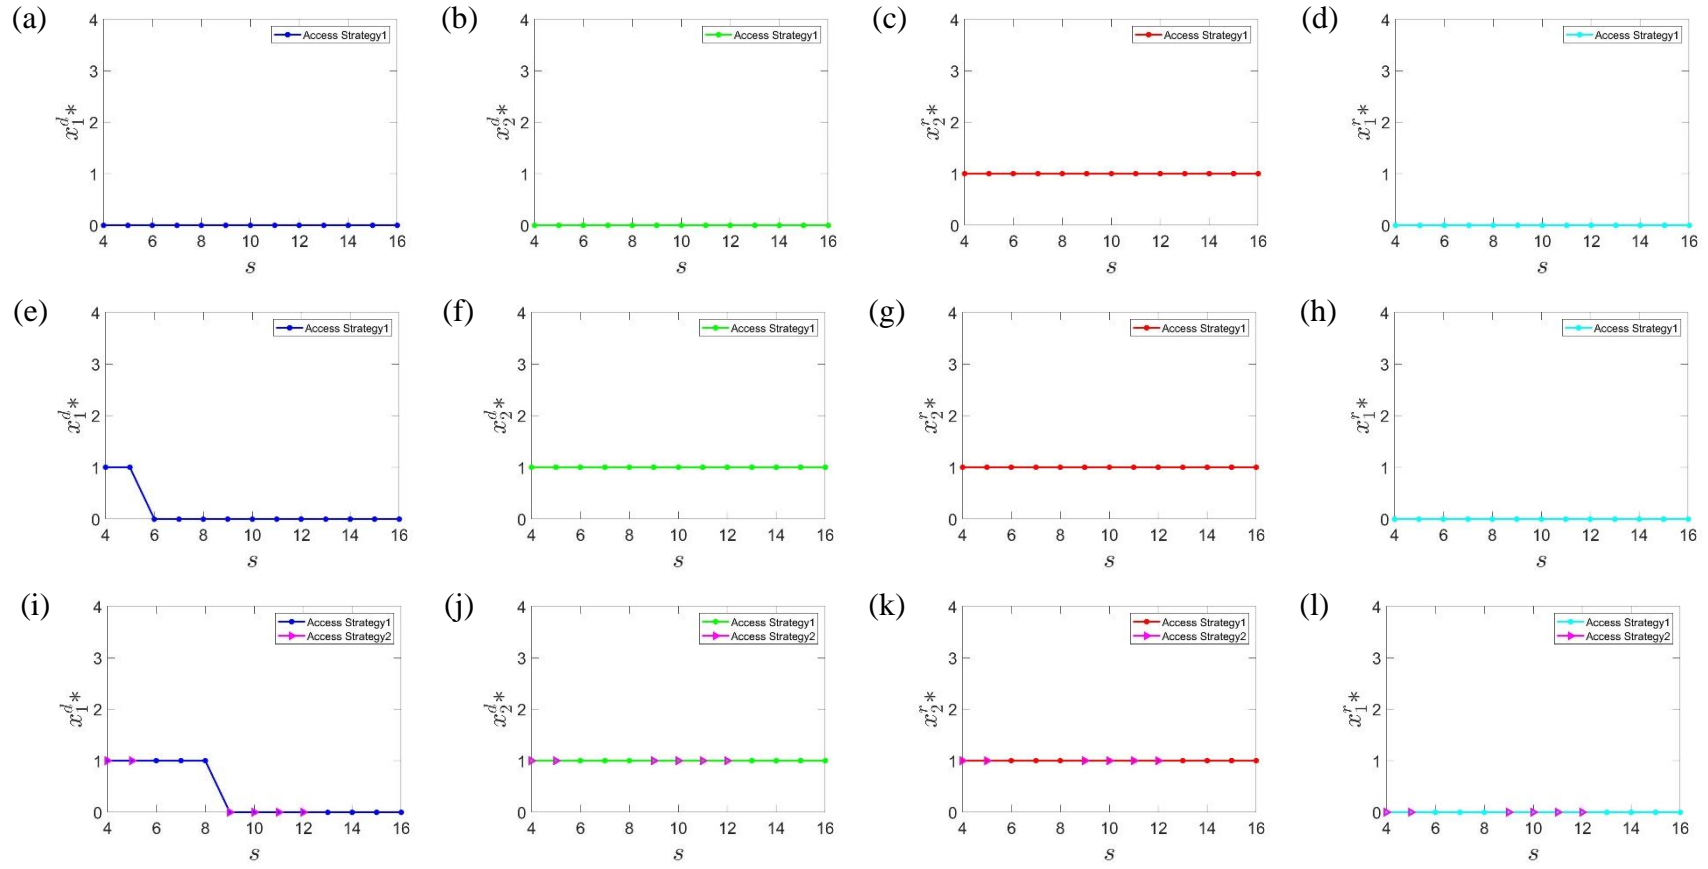 (a) (b) (c) (d)
Access Strategy1 Access Strategy1 Access Strategy1 Access Strategy1
4 4 4 4
3 3 3 3
x_1^d* x_2^d* x_2^r* x_1^r*
2 2 2 2
1 1 1 1
0 0 0 0
4 6 8 10 12 14 16 4 6 8 10 12 14 16 4 6 8 10 12 14 16 4 6 8 10 12 14 16
s s s s
(e) (f) (g) (h)
Access Strategy1 Access Strategy1 Access Strategy1 Access Strategy1
4 4 4 4
3 3 3 3
x_1^d* x_2^d* x_2^r* x_1^r*
2 2 2 2
1 1 1 1
0 0 0 0
4 6 8 10 12 14 16 4 6 8 10 12 14 16 4 6 8 10 12 14 16 4 6 8 10 12 14 16
s s s s
(i) (j) (k) (l)
Access Strategy1 Access Strategy1 Access Strategy1 Access Strategy1
Access Strategy2 Access Strategy2 Access Strategy2 Access Strategy2
4 4 4 4
3 3 3 3
x_1^d* x_2^d* x_2^r* x_1^r*
2 2 2 2
1 1 1 1
0 0 0 0
4 6 8 10 12 14 16 4 6 8 10 12 14 16 4 6 8 10 12 14 16 4 6 8 10 12 14 16
s s s s